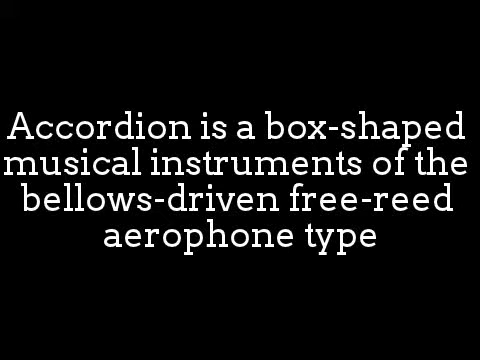 Accordion is a box-shaped
musical instruments of the
bellows-driven free-reed
aerophone type